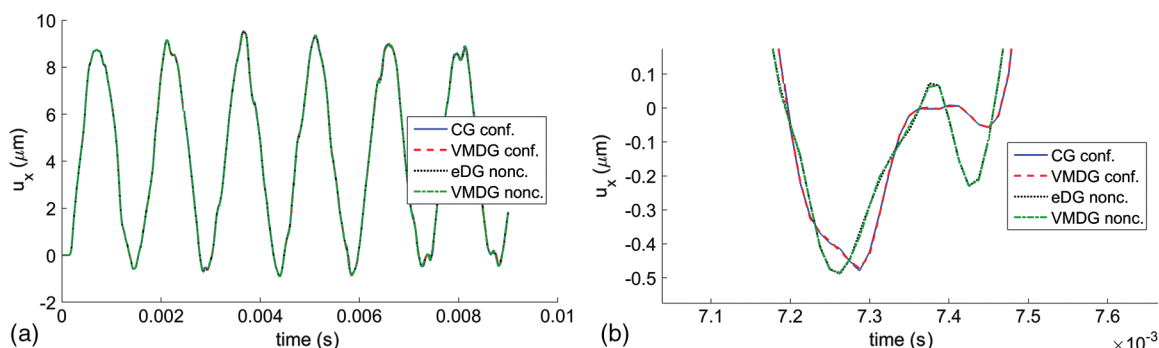 10
8
6
4
2
0
-2
u_x (μm)
CG conf.
VMDG conf.
eDG nonc.
VMDG nonc.
0 0.002 0.004 0.006 0.008 0.01
time (s)
(a)
0.1
0
-0.1
-0.2
-0.3
-0.4
-0.5
u_x (μm)
CG conf.
VMDG conf.
eDG nonc.
VMDG nonc.
7.1 7.2 7.3 7.4 7.5 7.6
time (s)
×10⁻³
(b)